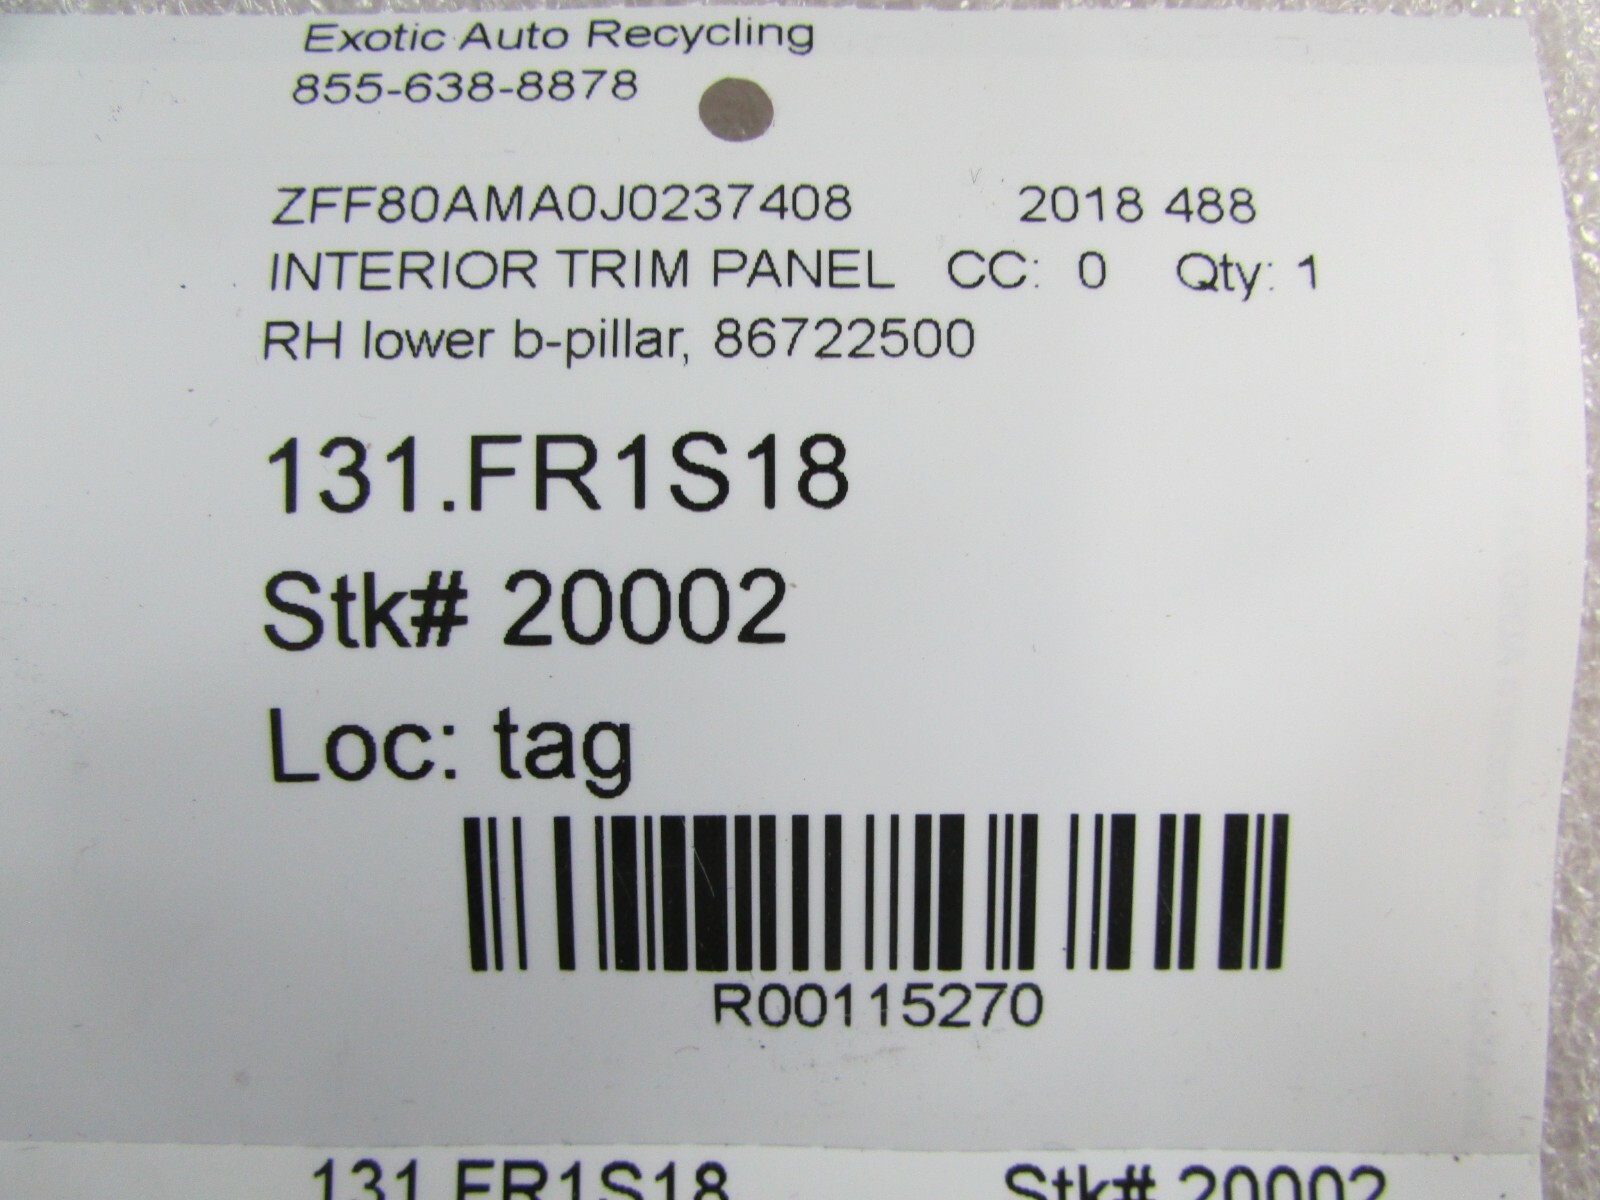 Exotic Auto Recycling
855-638-8878
ZFF80AMA0J0237408 2018 488
INTERIOR TRIM PANEL CC: 0 Qty: 1
RH lower b-pillar, 86722500
131.FR1S18
Stk# 20002
Loc: tag
R00115270
131.FR1S18 Stk# 20002